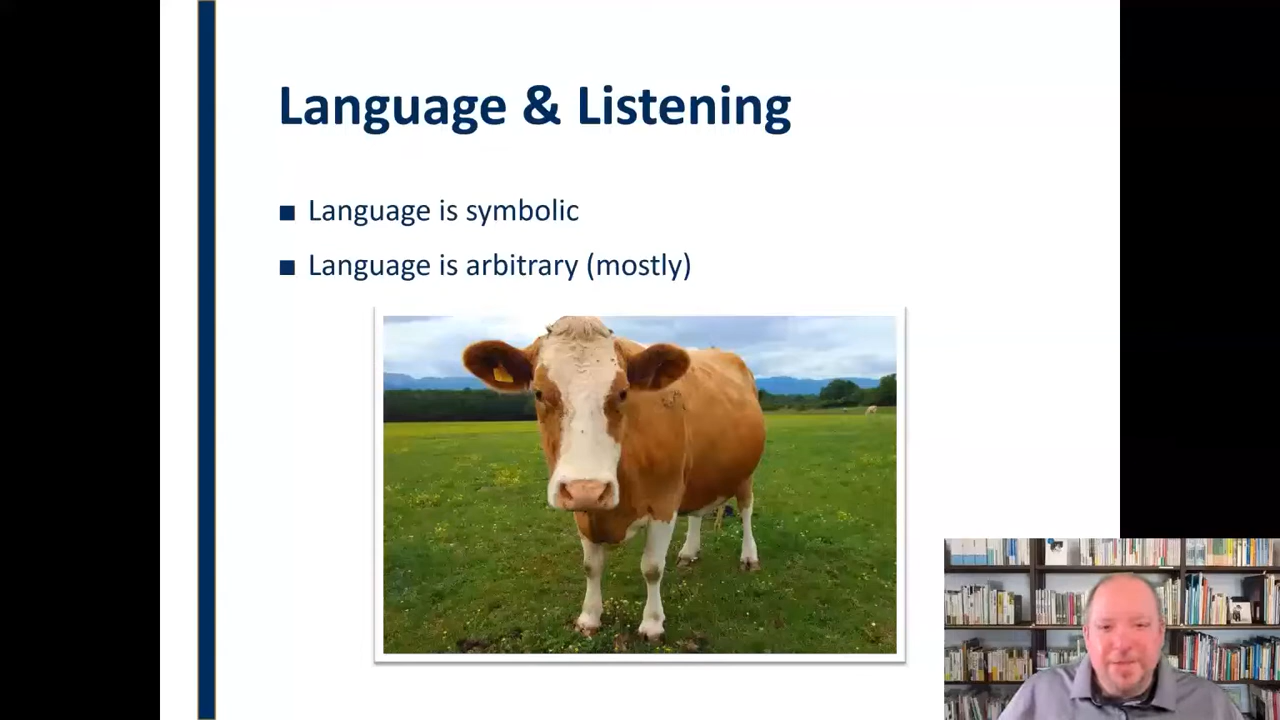 Language & Listening
Language is symbolic
Language is arbitrary (mostly)